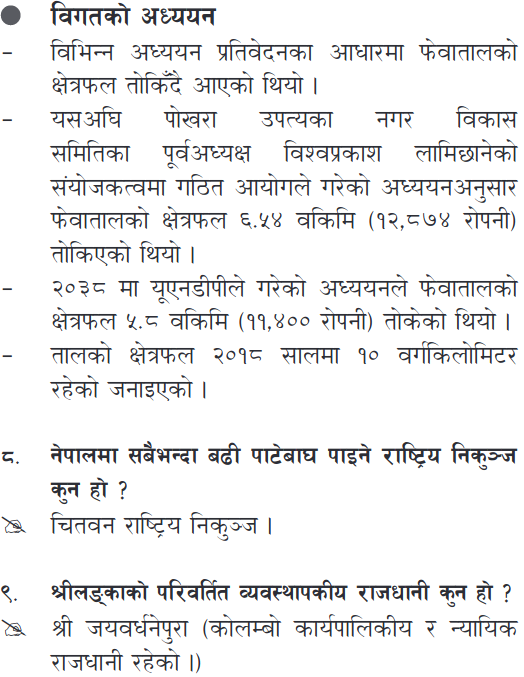 ● विगतको अध्ययन
– विभिन्न अध्ययन प्रतिवेदनका आधारमा फेवातालको
क्षेत्रफल तोकिँदै आएको थियो ।
– यसअघि पोखरा उपत्यका नगर विकास
समितिका पूर्वअध्यक्ष विश्वप्रकाश लामिछानेको
संयोजकत्वमा गठित आयोगले गरेको अध्ययनअनुसार
फेवातालको क्षेत्रफल ६.५४ वकिमि (१२,८७४ रोपनी)
तोकिएको थियो ।
– २०३८ मा यूएनडीपीले गरेको अध्ययनले फेवातालको
क्षेत्रफल ५.८ वकिमि (११,४०० रोपनी) तोकेको थियो ।
– तालको क्षेत्रफल २०१८ सालमा १० वर्गकिलोमिटर
रहेको जनाइएको ।
८. नेपालमा सबैभन्दा बढी पाटेबाघ पाइने राष्ट्रिय निकुञ्ज
कुन हो ?
चितवन राष्ट्रिय निकुञ्ज ।
९. श्रीलङ्काको परिवर्तित व्यवस्थापकीय राजधानी कुन हो ?
श्री जयवर्धनेपुरा (कोलम्बो कार्यपालिकीय र न्यायिक
राजधानी रहेको ।)